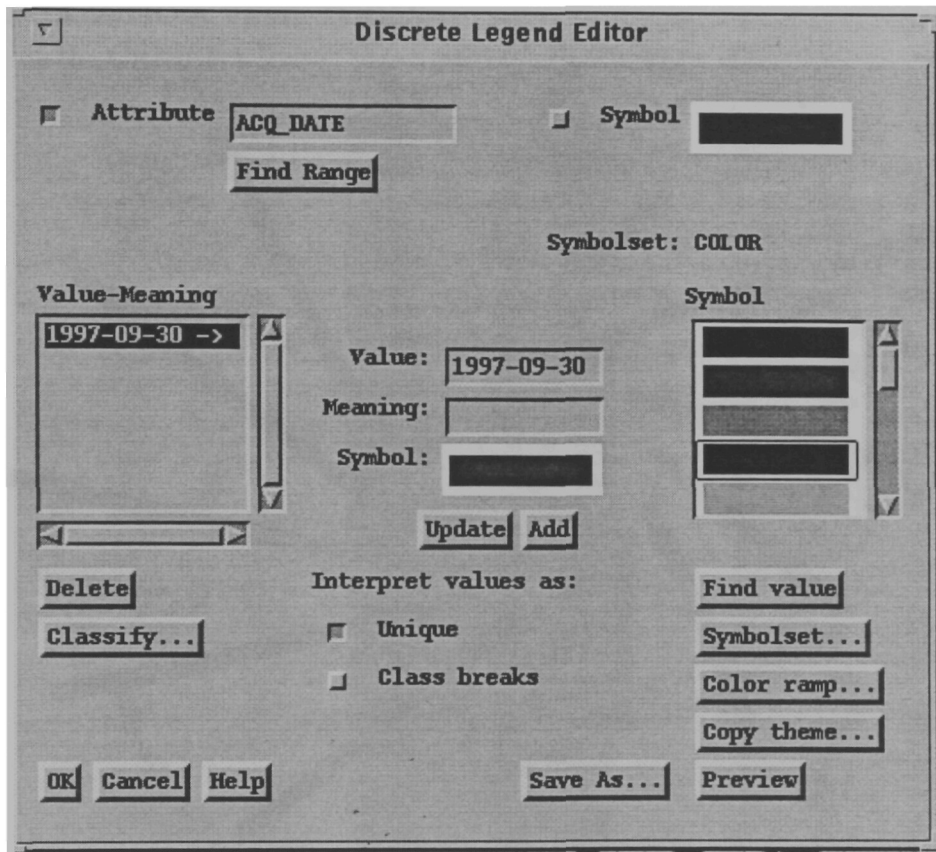 Discrete Legend Editor
Attribute ACQ_DATE Symbol
Find Range
Symbolset: COLOR
Value-Meaning Symbol
1997-09-30 ->
Value: 1997-09-30
Meaning:
Symbol:
Update Add
Delete Interpret values as: Find value
Classify... Unique Symbolset...
Class breaks Color ramp...
Copy theme...
OK Cancel Help Save As... Preview